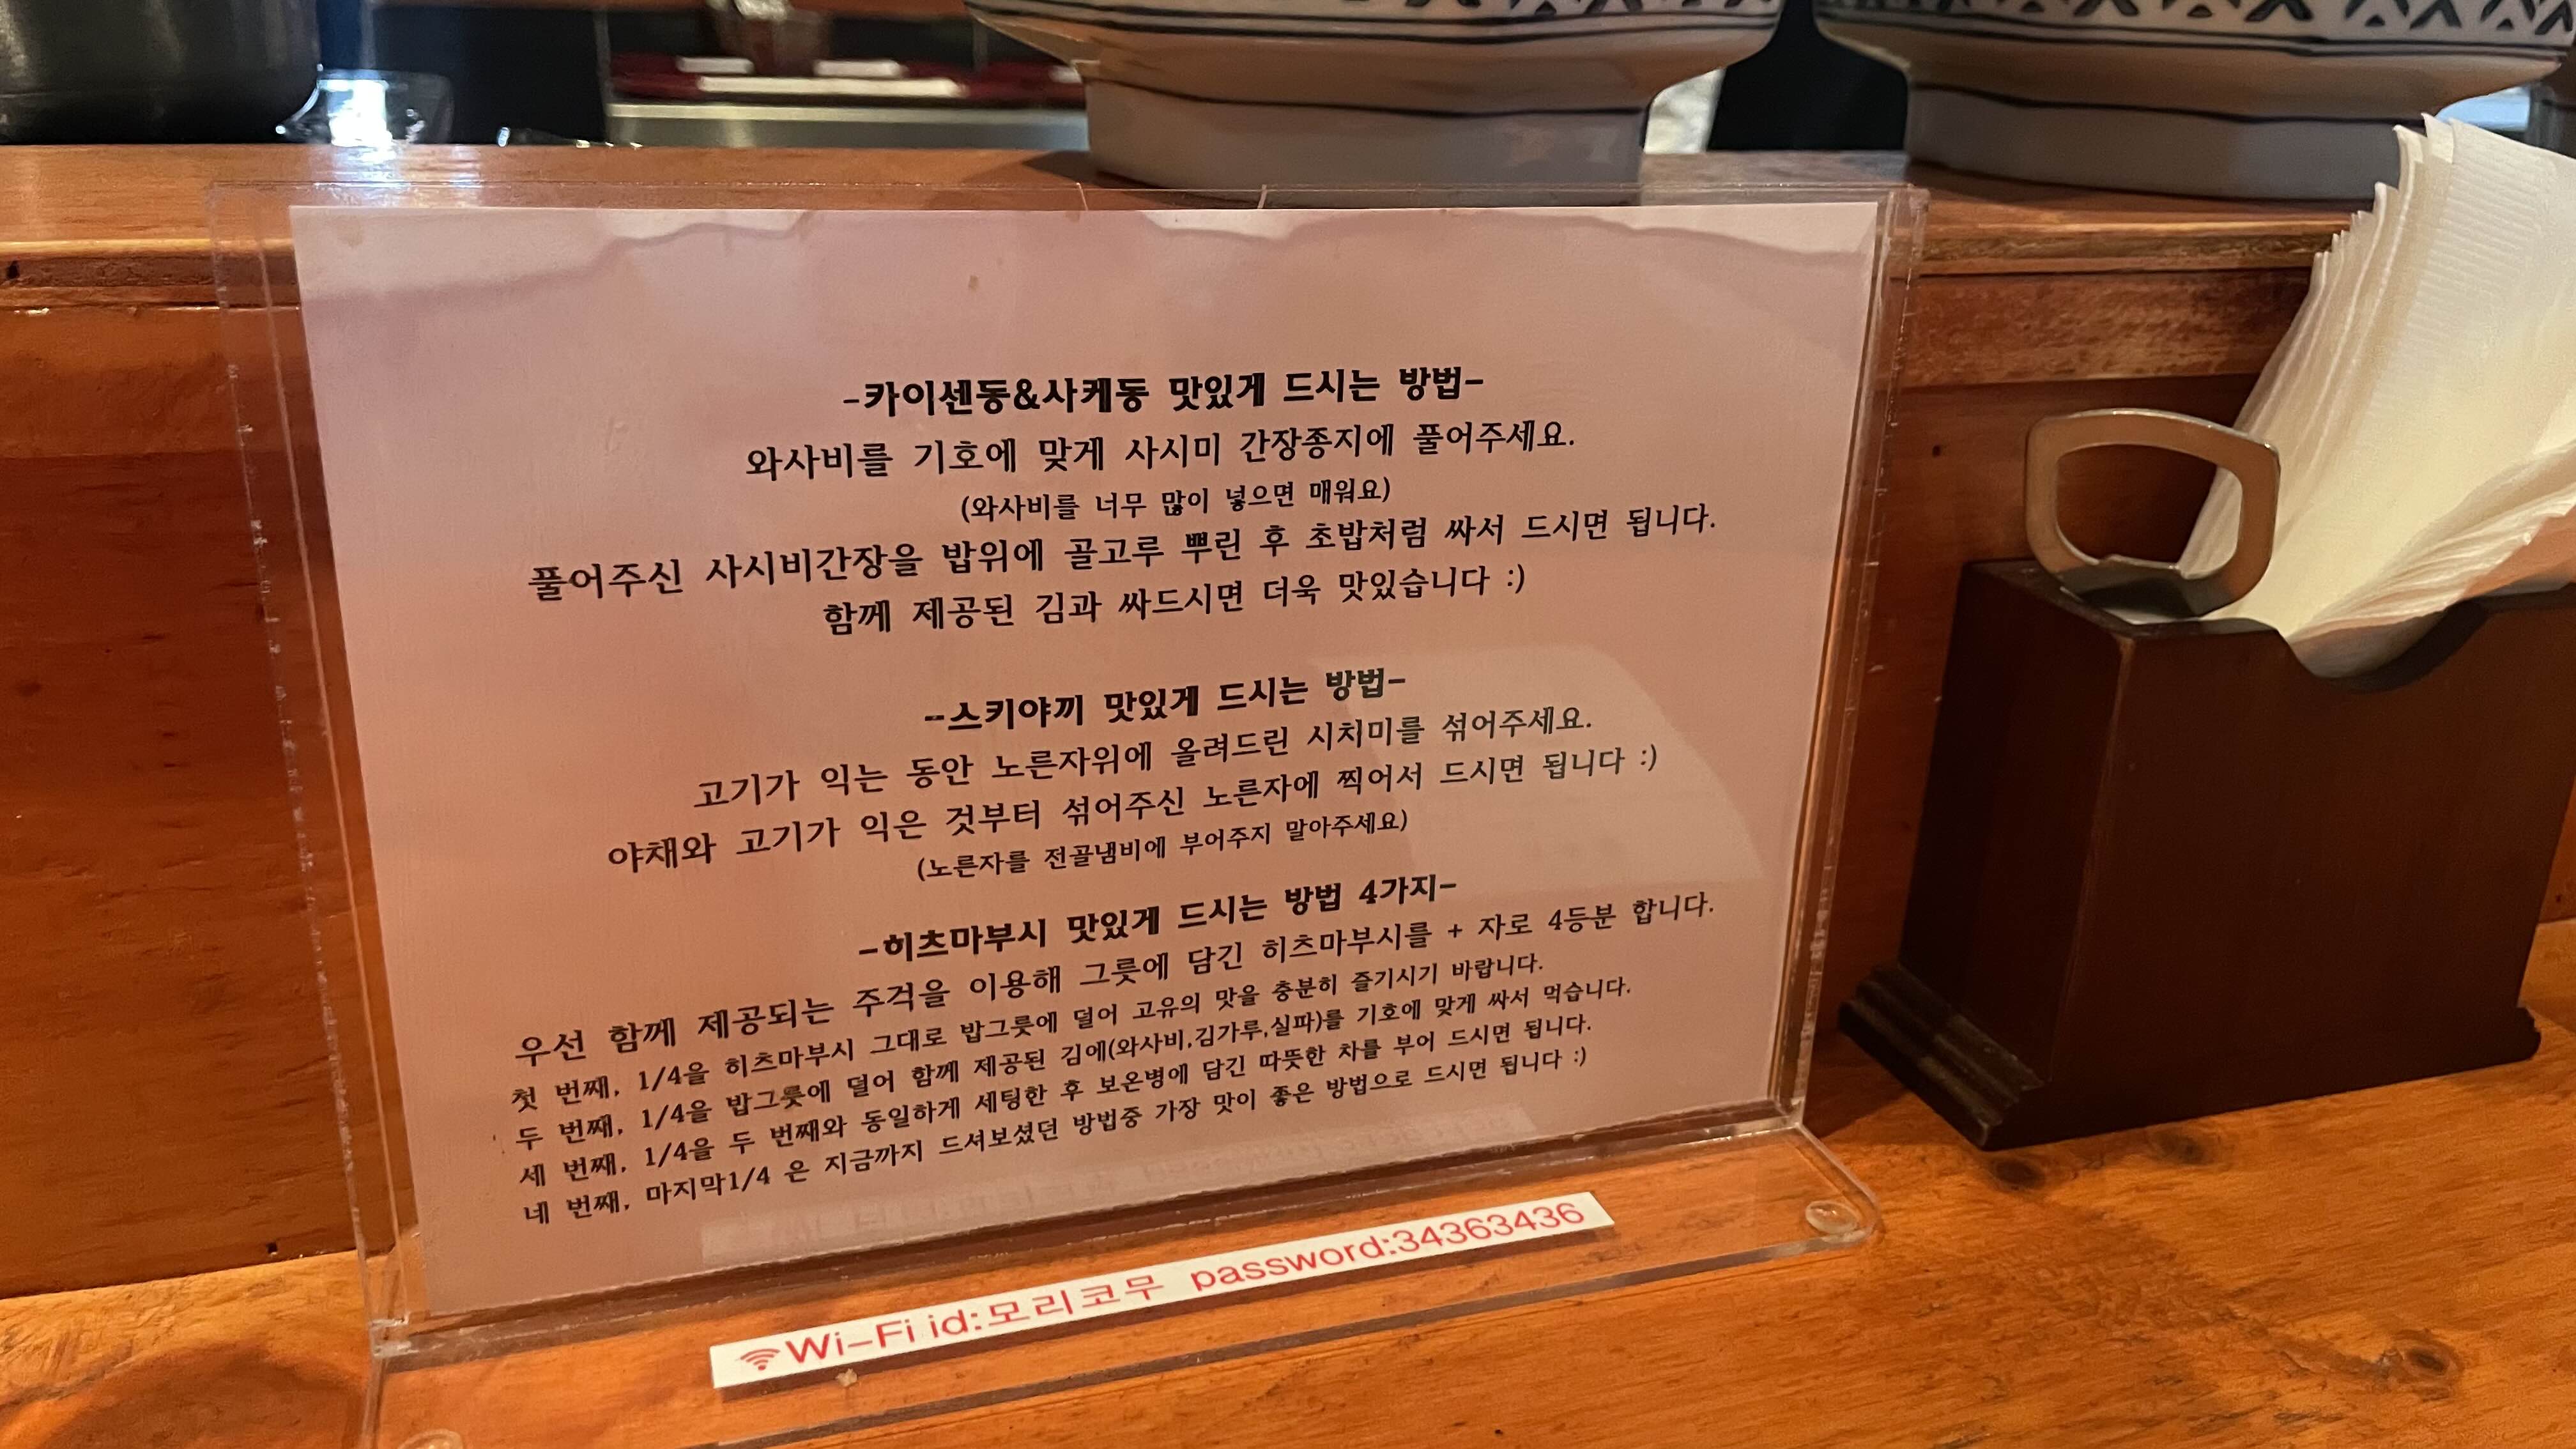 -카이센동&사케동 맛있게 드시는 방법-
와사비를 기호에 맞게 사시미 간장종지에 풀어주세요.
(와사비를 너무 많이 넣으면 매워요)
풀어주신 사시비간장을 밥위에 골고루 뿌린 후 초밥처럼 싸서 드시면 됩니다.
함께 제공된 김과 싸드시면 더욱 맛있습니다 :)
--스키야끼 맛있게 드시는 방법-
고기가 익는 동안 노른자위에 올려드린 시치미를 섞어주세요.
야채와 고기가 익은 것부터 섞어주신 노른자에 찍어서 드시면 됩니다 :)
(노른자를 전골냄비에 부어주지 말아주세요)
-히츠마부시 맛있게 드시는 방법 4가지-
우선 함께 제공되는 주걱을 이용해 그릇에 담긴 히츠마부시를 + 자로 4등분 합니다.
첫 번째, 1/4을 히츠마부시 그대로 밥그릇에 덜어 고유의 맛을 충분히 즐기시기 바랍니다.
두 번째, 1/4을 밥그릇에 덜어 함께 제공된 김에(와사비,김가루,실파)를 기호에 맞게 싸서 먹습니다.
세 번째, 1/4을 두 번째와 동일하게 세팅한 후 보온병에 담긴 따뜻한 차를 부어 드시면 됩니다.
네 번째, 마지막1/4 은 지금까지 드셔보셨던 방법중 가장 맛이 좋은 방법으로 드시면 됩니다 :)
Wi-Fi id:모리코무 password:34363436